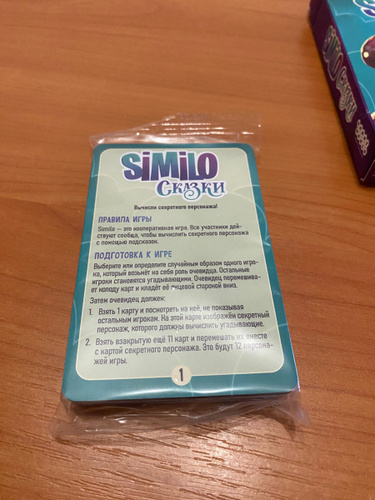 SiMiLO
Сказки
Вычисли секретного персонажа!
ПРАВИЛА ИГРЫ
Similo – это кооперативная игра. Все участники дей-
ствуют сообща, чтобы вычислить секретного персонажа
с помощью подсказок.
ПОДГОТОВКА К ИГРЕ
Выберите или определите случайным образом одного игро-
ка, который возьмёт на себя роль очевидца. Остальные
игроки становятся угадывающими. Очевидец перемешива-
ет колоду карт и кладёт её лицевой стороной вниз.
Затем очевидец должен:
1. Взять 1 карту и посмотреть на неё, не показывая
остальным игрокам. На этой карте изображён секретный
персонаж, которого должны вычислить угадывающие.
2. Взять взакрытую ещё 11 карт и перемешать их вместе
с картой секретного персонажа. Это будут 12 персона-
жей игры.
1
SiMiLO Сказки